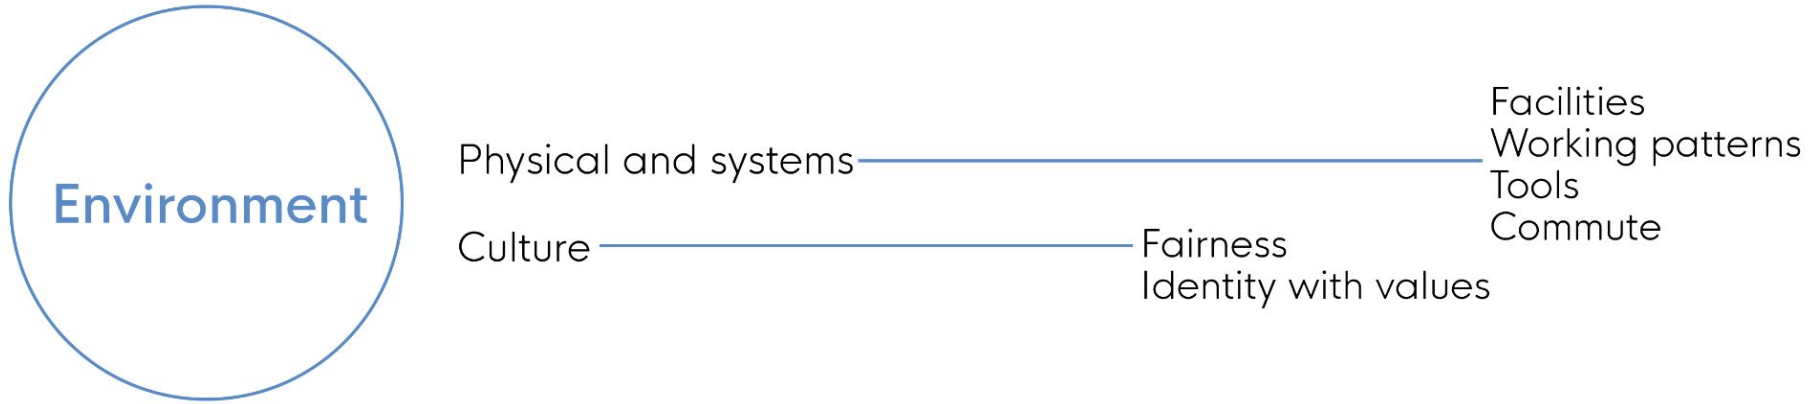 Environment
Physical and systems
Facilities
Working patterns
Tools
Commute
Culture
Fairness
Identity with values